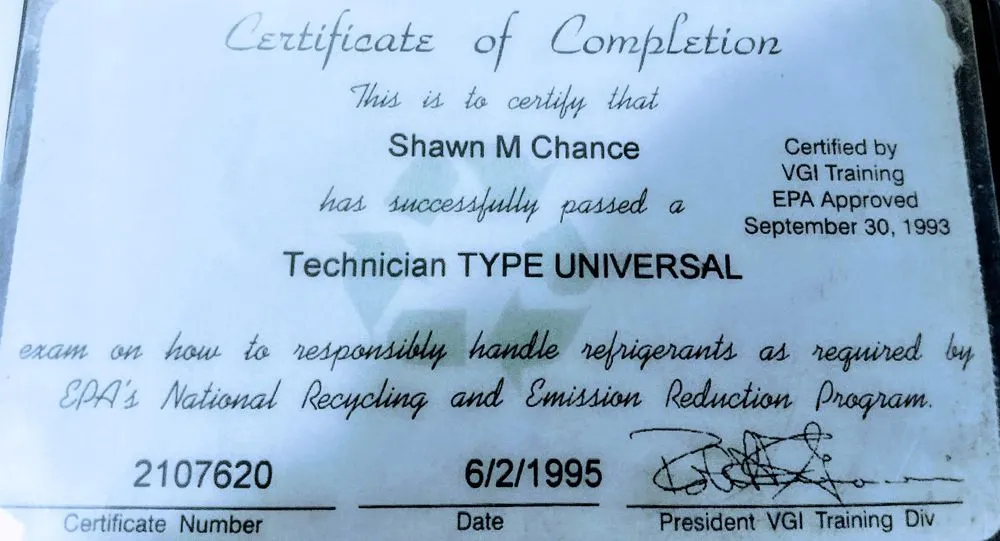 Certificate of Completion
This is to certify that
Shawn M Chance
Certified by
VGI Training
EPA Approved
September 30, 1993
has successfully passed a
Technician TYPE UNIVERSAL
exam on how to responsibly handle refrigerants as required by
EPA's National Recycling and Emission Reduction Program.
2107620
6/2/1995
Certificate Number
Date
President VGI Training Div